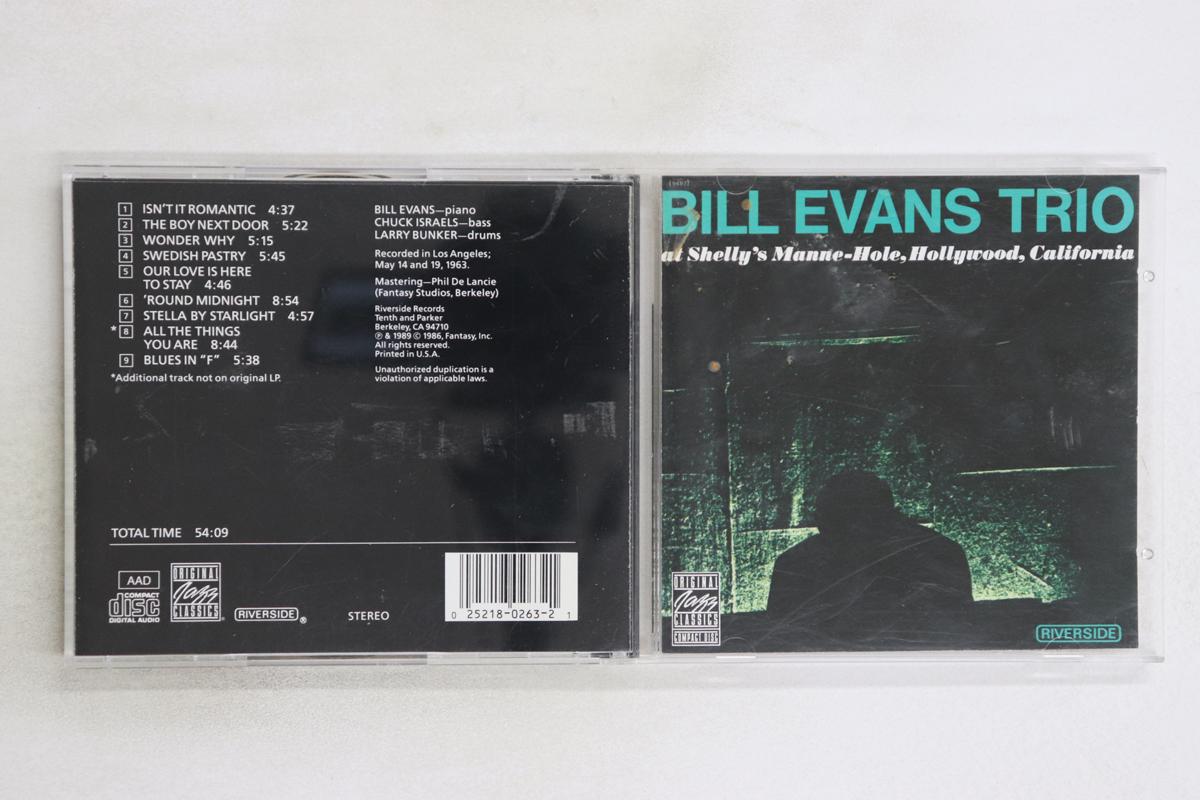 1 ISN'T IT ROMANTIC 4:37
2 THE BOY NEXT DOOR 5:22
3 WONDER WHY 5:15
4 SWEDISH PASTRY 5:45
5 OUR LOVE IS HERE
TO STAY 4:46
6 'ROUND MIDNIGHT 8:54
7 STELLA BY STARLIGHT 4:57
*8 ALL THE THINGS
YOU ARE 8:44
9 BLUES IN "F" 5:38
*Additional track not on original LP.
BILL EVANS—piano
CHUCK ISRAELS—bass
LARRY BUNKER—drums
Recorded in Los Angeles;
May 14 and 19, 1963.
Mastering—Phil De Lancie
(Fantasy Studios, Berkeley)
Riverside Records
Tenth and Parker
Berkeley, CA 94710
℗ & 1989 © 1986, Fantasy, Inc.
All rights reserved.
Printed in U.S.A.
Unauthorized duplication is a
violation of applicable laws.
TOTAL TIME 54:09
AAD
COMPACT
disc
DIGITAL AUDIO
ORIGINAL
Jazz
CLASSICS
RIVERSIDE®
STEREO
0 25218-0263-2 1
(9487)
BILL EVANS TRIO
at Shelly's Manne-Hole, Hollywood, California
ORIGINAL
Jazz
CLASSICS
COMPACT DISC
RIVERSIDE